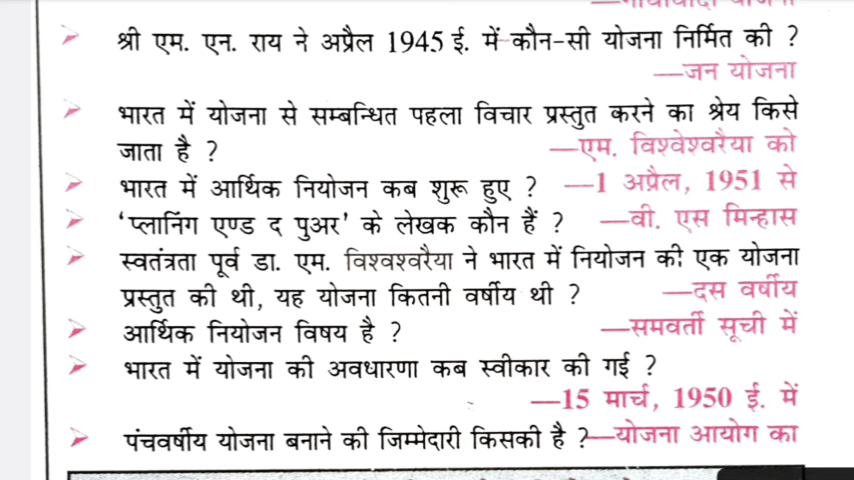 श्री एम. एन. राय ने अप्रैल 1945 ई. में कौन-सी योजना निर्मित की ?
—जन योजना
भारत में योजना से सम्बन्धित पहला विचार प्रस्तुत करने का श्रेय किसे
जाता है ? —एम. विश्वेश्वरैया को
भारत में आर्थिक नियोजन कब शुरू हुए ? —1 अप्रैल, 1951 से
‘प्लानिंग एण्ड द पुअर’ के लेखक कौन हैं ? —वी. एस मिन्हास
स्वतंत्रता पूर्व डा. एम. विश्वश्वरैया ने भारत में नियोजन की एक योजना
प्रस्तुत की थी, यह योजना कितनी वर्षीय थी ? —दस वर्षीय
आर्थिक नियोजन विषय है ? —समवर्ती सूची में
भारत में योजना की अवधारणा कब स्वीकार की गई ?
—15 मार्च, 1950 ई. में
पंचवर्षीय योजना बनाने की जिम्मेदारी किसकी है ?—योजना आयोग का